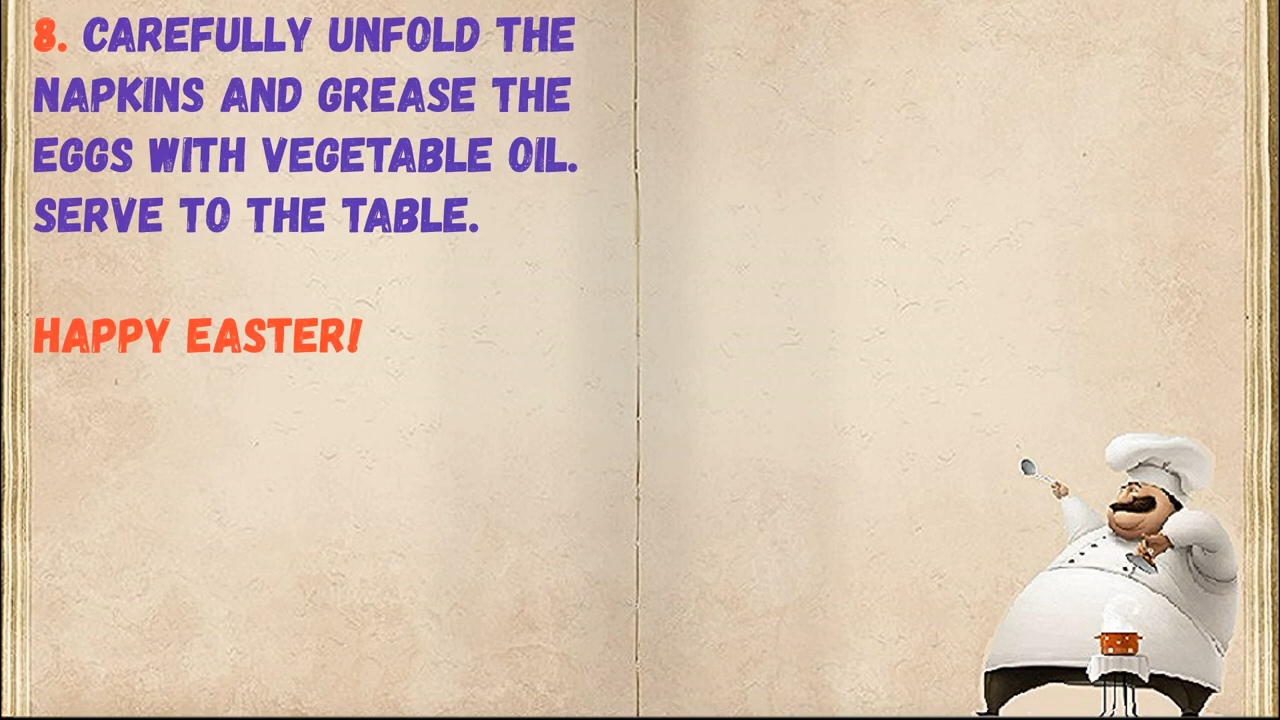 8. CAREFULLY UNFOLD THE
NAPKINS AND GREASE THE
EGGS WITH VEGETABLE OIL.
SERVE TO THE TABLE.
HAPPY EASTER!